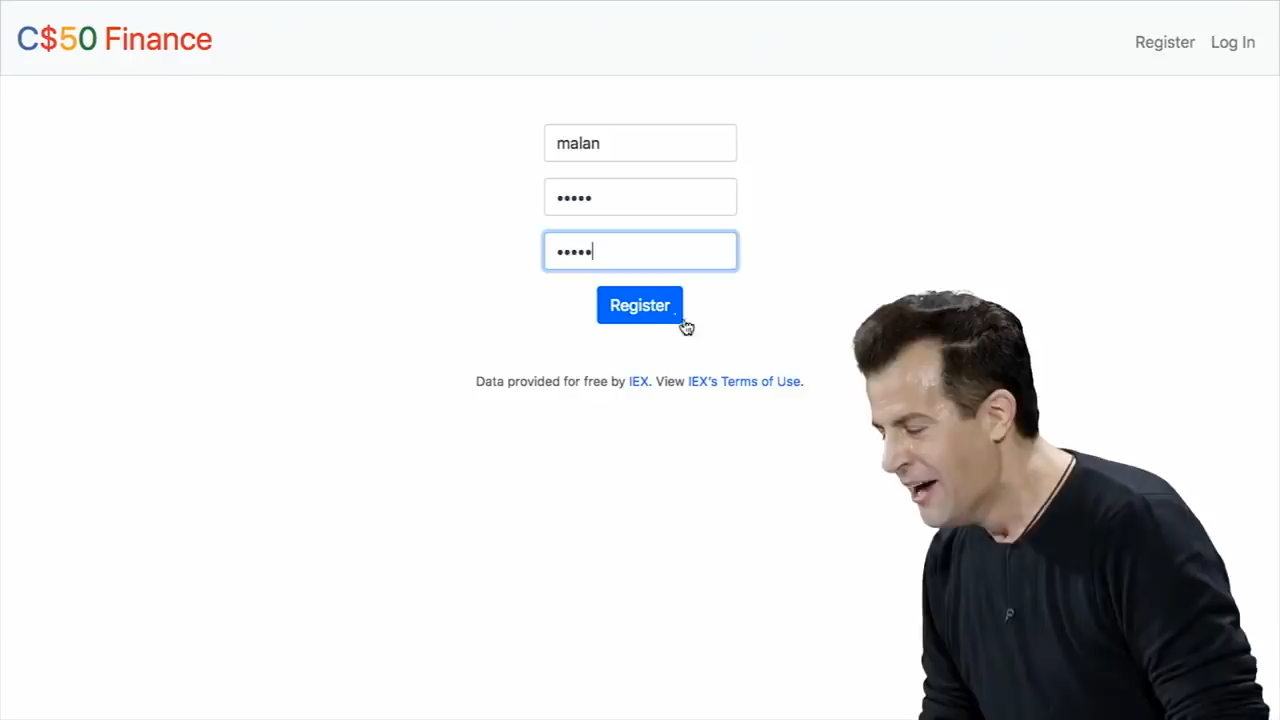 C$50 Finance
Register Log In
malan
•••••
•••••
Register
Data provided for free by IEX. View IEX's Terms of Use.